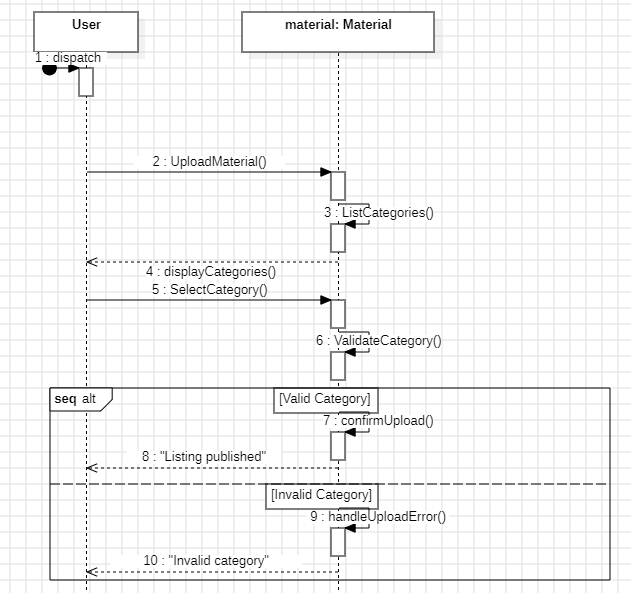 User
material: Material
1 : dispatch
2 : UploadMaterial()
3 : ListCategories()
4 : displayCategories()
5 : SelectCategory()
6 : ValidateCategory()
seq alt
[Valid Category]
7 : confirmUpload()
8 : "Listing published"
[Invalid Category]
9 : handleUploadError()
10 : "Invalid category"